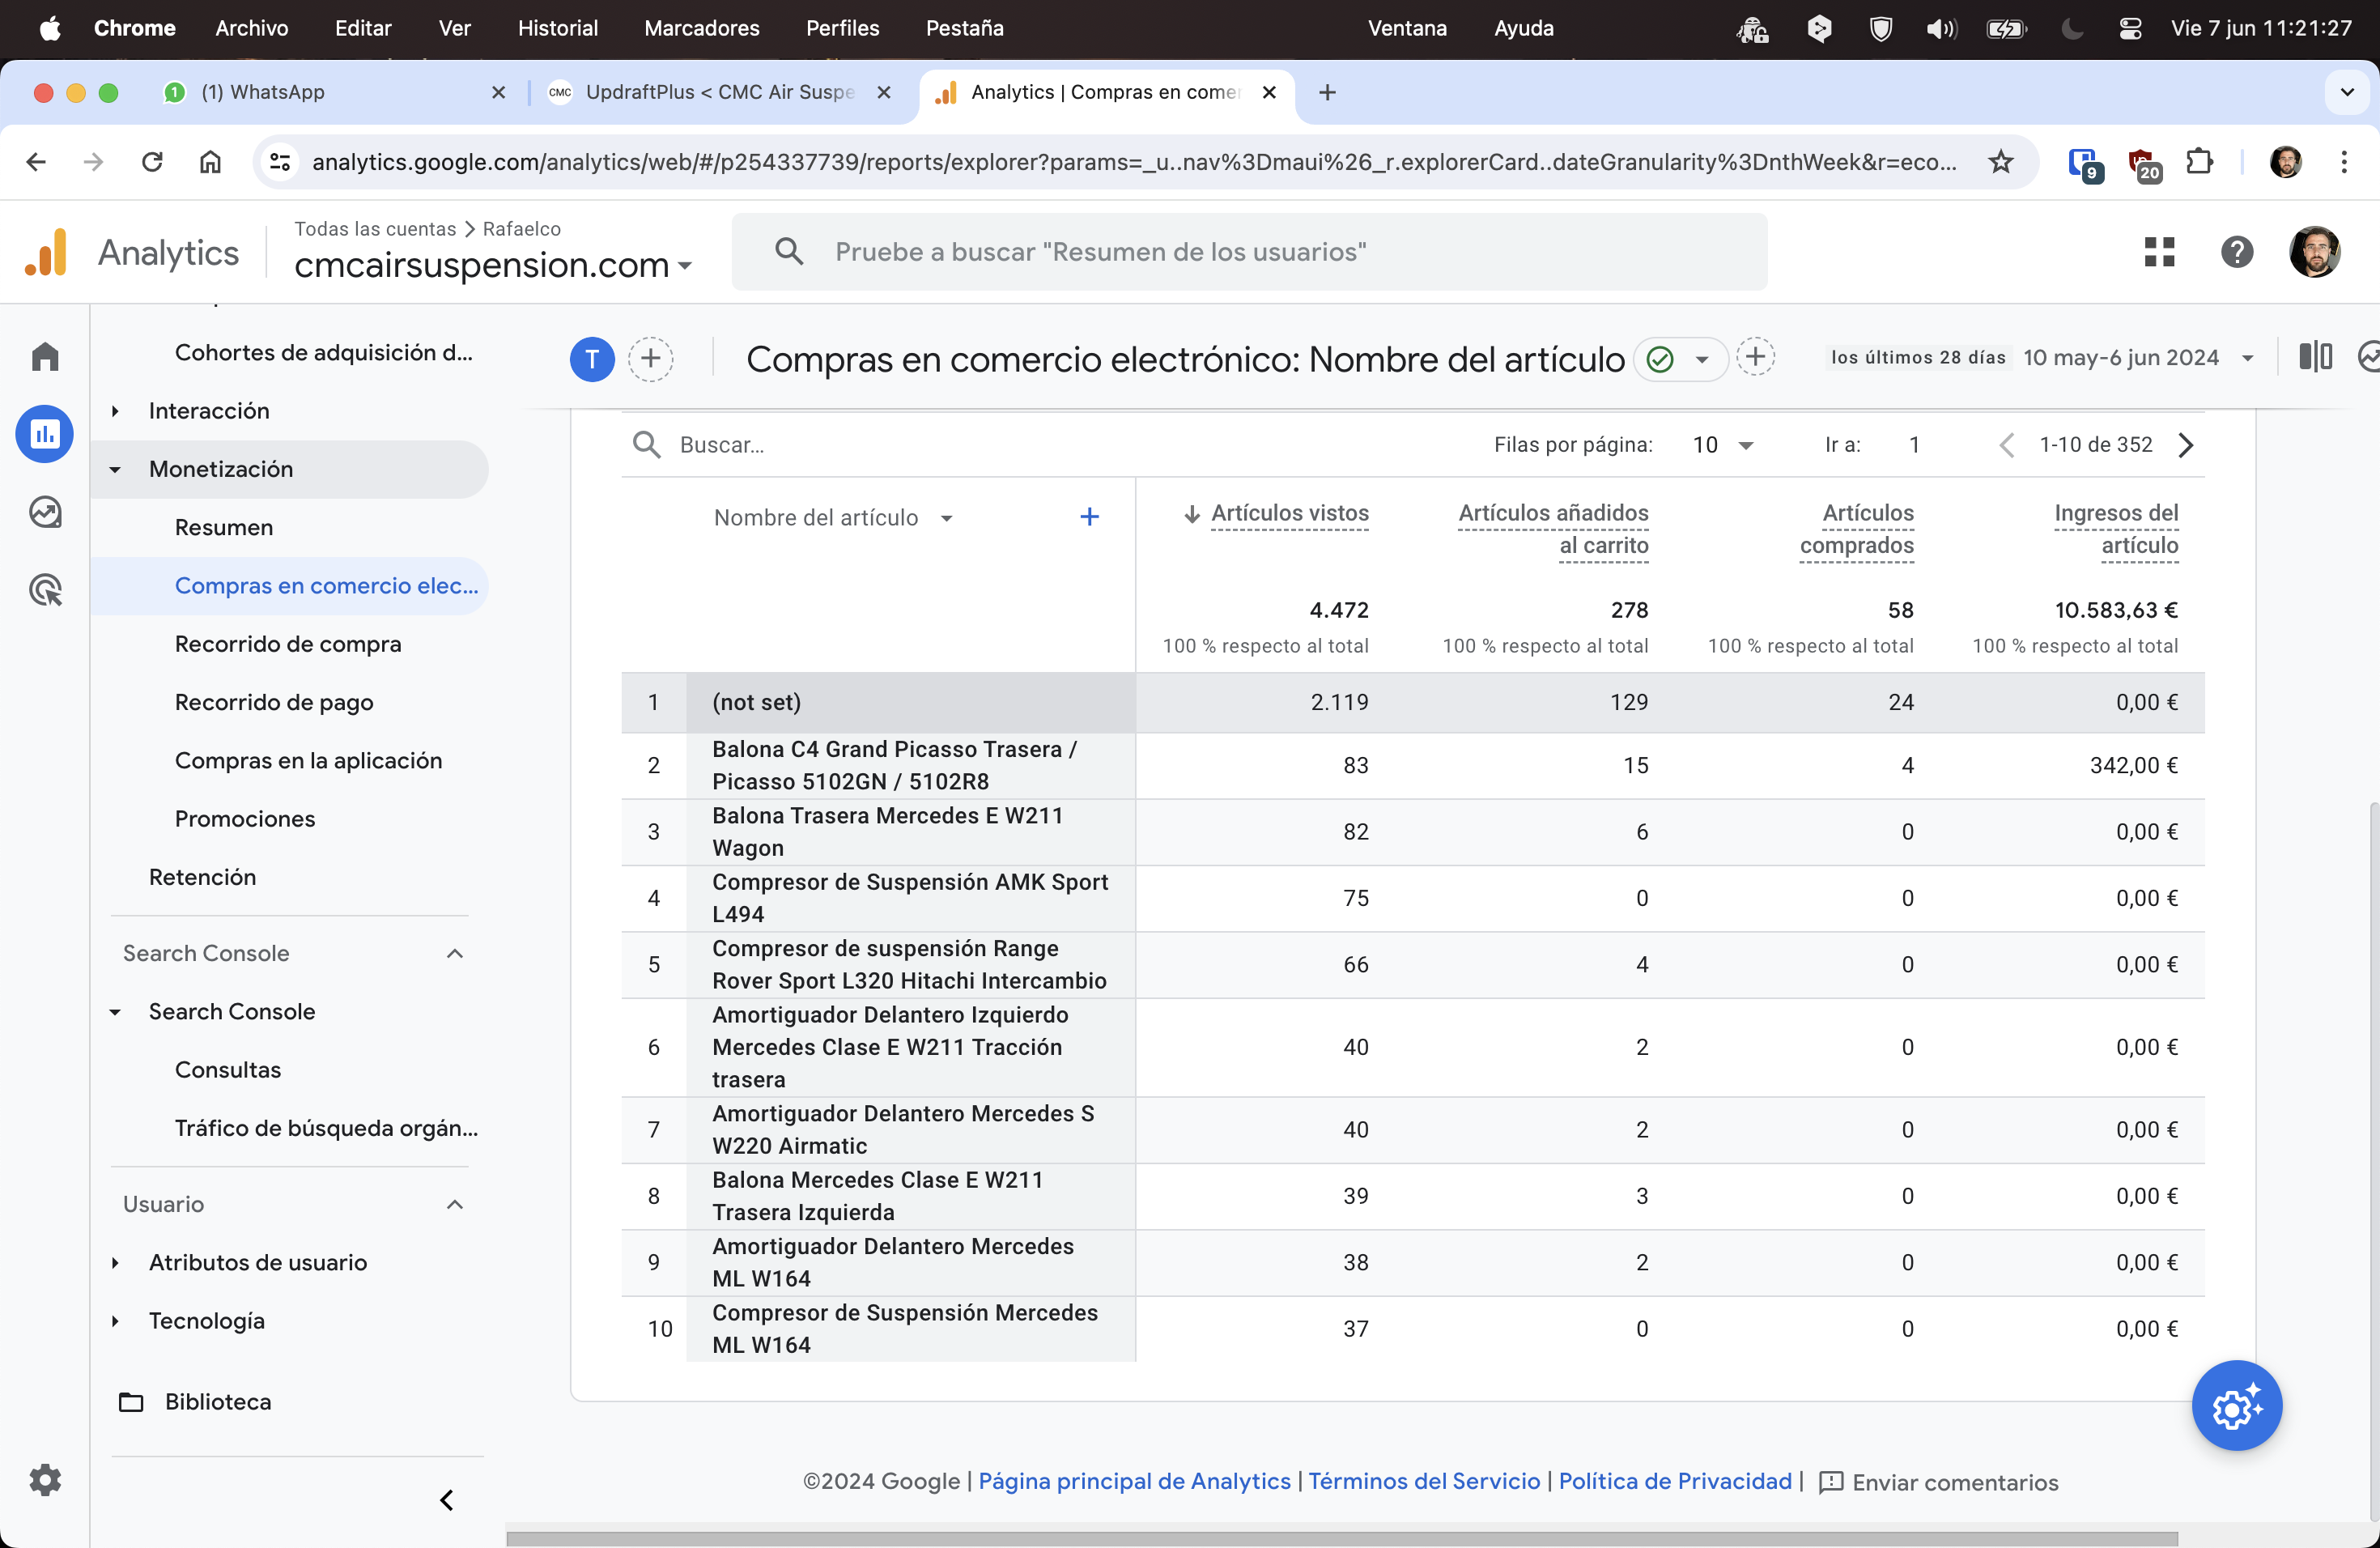 Chrome Archivo Editar Ver Historial Marcadores Perfiles Pestaña Ventana Ayuda Vie 7 jun 11:21:27
1 (1) WhatsApp CMC UpdraftPlus < CMC Air Suspe Analytics | Compras en comer
analytics.google.com/analytics/web/#/p254337739/reports/explorer?params=_u..nav%3Dmaui%26_r.explorerCard..dateGranularity%3DnthWeek&r=eco... 9 20
Analytics
Todas las cuentas > Rafaelco
cmcairsuspension.com
Pruebe a buscar "Resumen de los usuarios"
Cohortes de adquisición d...
Interacción
Monetización
Resumen
Compras en comercio elec...
Recorrido de compra
Recorrido de pago
Compras en la aplicación
Promociones
Retención
Search Console
Search Console
Consultas
Tráfico de búsqueda orgán...
Usuario
Atributos de usuario
Tecnología
Biblioteca
T Compras en comercio electrónico: Nombre del artículo los últimos 28 días 10 may-6 jun 2024
Buscar... Filas por página: 10 Ir a: 1 1-10 de 352
Nombre del artículo + Artículos vistos Artículos añadidos al carrito Artículos comprados Ingresos del artículo
4.472 278 58 10.583,63 €
100 % respecto al total 100 % respecto al total 100 % respecto al total 100 % respecto al total
1 (not set) 2.119 129 24 0,00 €
2 Balona C4 Grand Picasso Trasera / Picasso 5102GN / 5102R8 83 15 4 342,00 €
3 Balona Trasera Mercedes E W211 Wagon 82 6 0 0,00 €
4 Compresor de Suspensión AMK Sport L494 75 0 0 0,00 €
5 Compresor de suspensión Range Rover Sport L320 Hitachi Intercambio 66 4 0 0,00 €
6 Amortiguador Delantero Izquierdo Mercedes Clase E W211 Tracción trasera 40 2 0 0,00 €
7 Amortiguador Delantero Mercedes S W220 Airmatic 40 2 0 0,00 €
8 Balona Mercedes Clase E W211 Trasera Izquierda 39 3 0 0,00 €
9 Amortiguador Delantero Mercedes ML W164 38 2 0 0,00 €
10 Compresor de Suspensión Mercedes ML W164 37 0 0 0,00 €
©2024 Google | Página principal de Analytics | Términos del Servicio | Política de Privacidad | Enviar comentarios